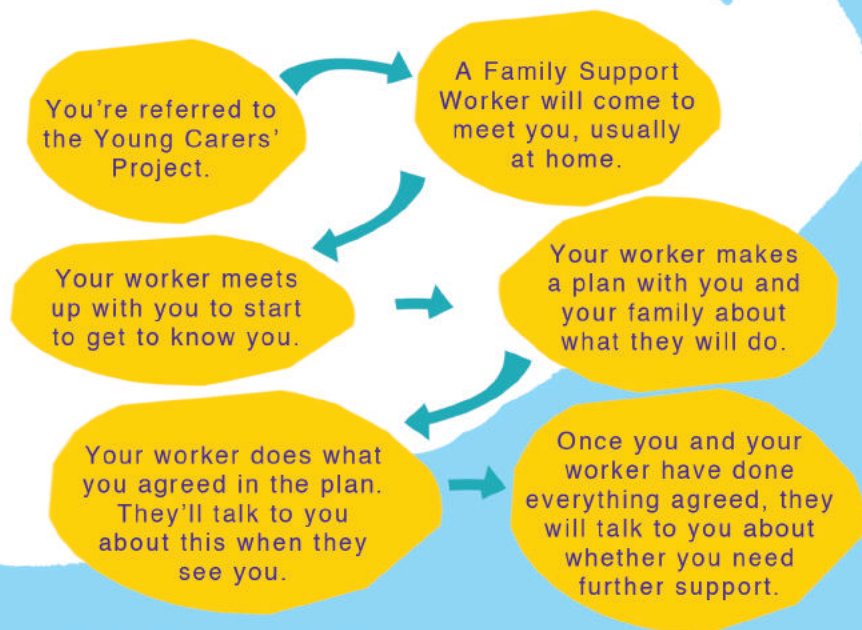 You're referred to
the Young Carers'
Project.
A Family Support
Worker will come to
meet you, usually
at home.
Your worker meets
up with you to start
to get to know you.
Your worker makes
a plan with you and
your family about
what they will do.
Your worker does what
you agreed in the plan.
They'll talk to you
about this when they
see you.
Once you and your
worker have done
everything agreed, they
will talk to you about
whether you need
further support.